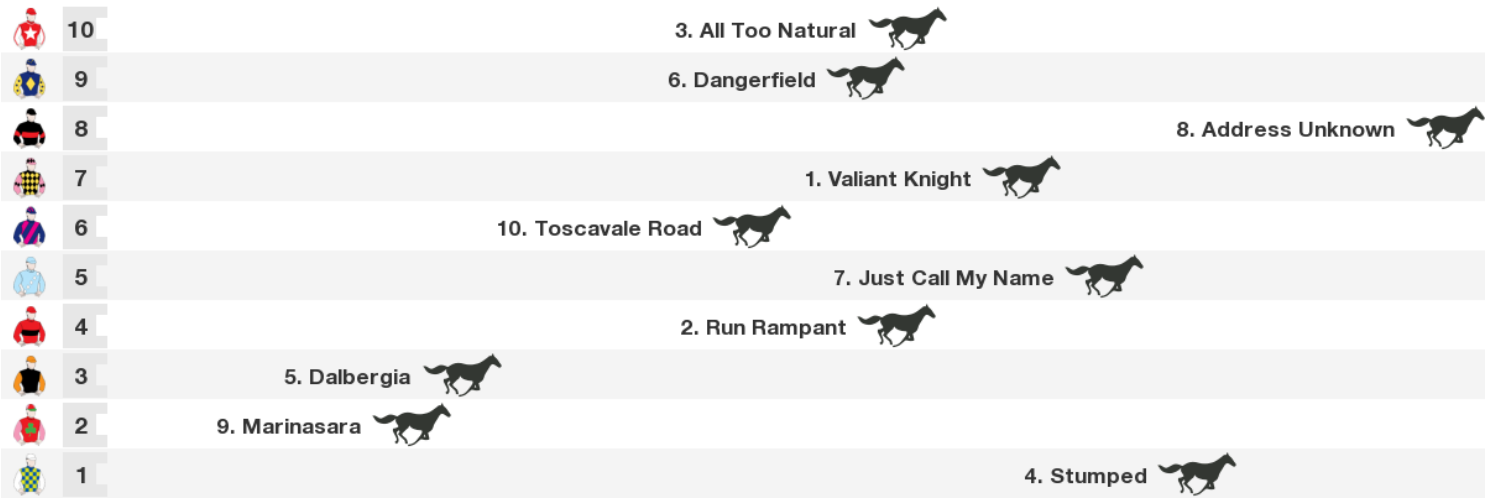 10 3. All Too Natural
9 6. Dangerfield
8 8. Address Unknown
7 1. Valiant Knight
6 10. Toscavale Road
5 7. Just Call My Name
4 2. Run Rampant
3 5. Dalbergia
2 9. Marinasara
1 4. Stumped